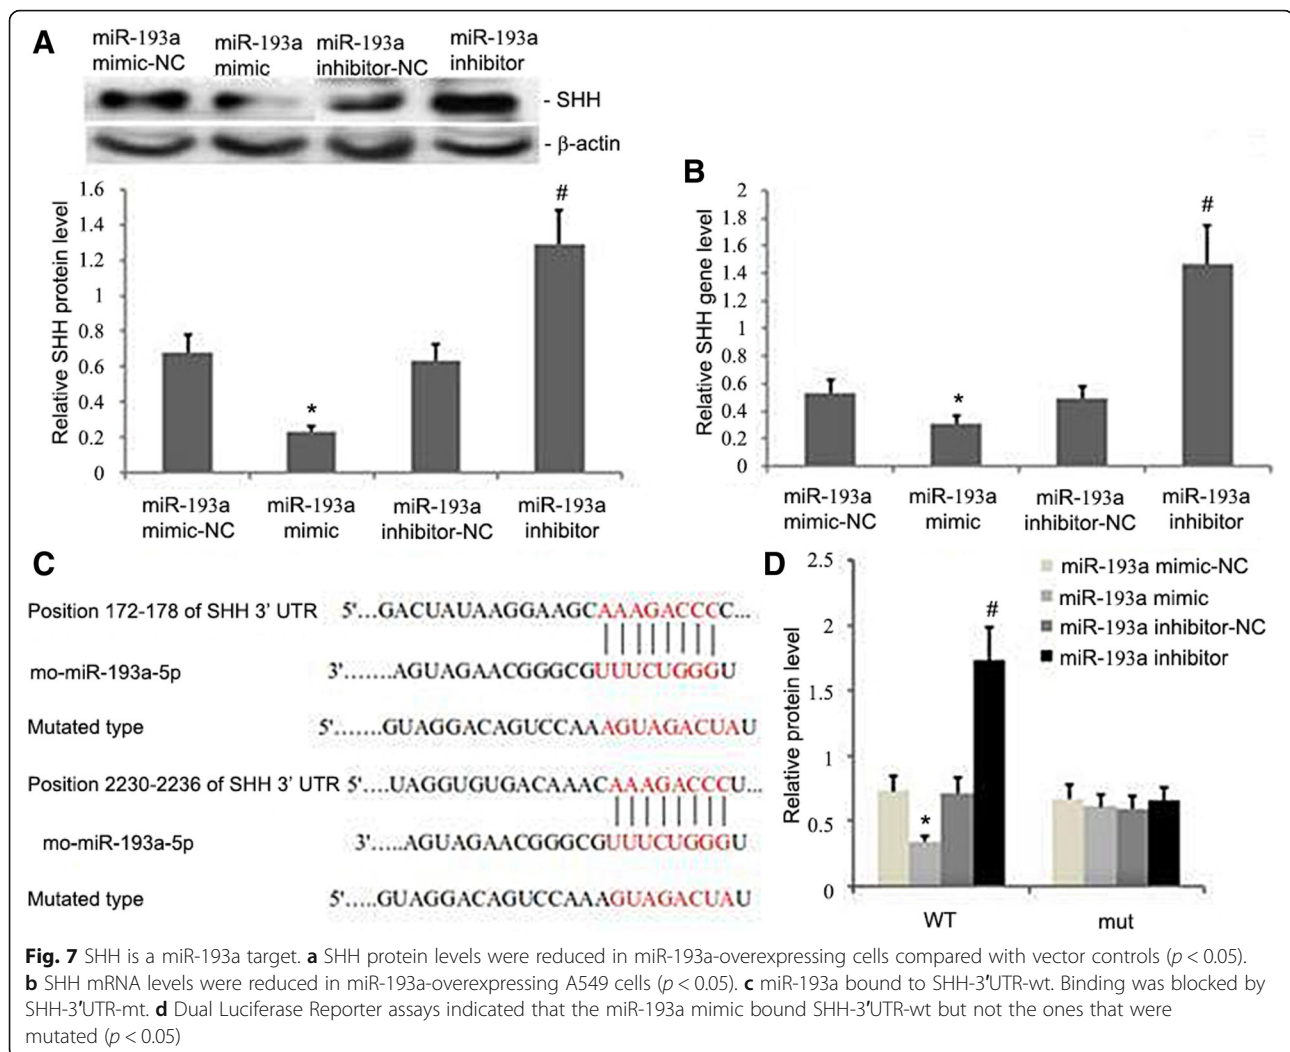 A
miR-193a mimic-NC
miR-193a mimic
miR-193a inhibitor-NC
miR-193a inhibitor
- SHH
- β-actin
Relative SHH protein level
1.6
1.4
1.2
1
0.8
0.6
0.4
0.2
0
*
#
miR-193a mimic-NC
miR-193a mimic
miR-193a inhibitor-NC
miR-193a inhibitor
B
Relative SHH gene level
2
1.8
1.6
1.4
1.2
1
0.8
0.6
0.4
0.2
0
*
#
miR-193a mimic-NC
miR-193a mimic
miR-193a inhibitor-NC
miR-193a inhibitor
C
Position 172-178 of SHH 3' UTR 5'...GACUAUAAGGAAGCAAAGACCCC...
mo-miR-193a-5p 3'.......AGUAGAACGGGCGUUUCUGGGU
Mutated type 5'.......GUAGGACAGUCCAAAGUAGACUAU
Position 2230-2236 of SHH 3' UTR 5'....UAGGUGUGACAAACAAAGACCCU...
mo-miR-193a-5p 3'.....AGUAGAACGGGCGUUUCUGGGU
Mutated type 5'.....GUAGGACAGUCCAAAGUAGACUAU
D
miR-193a mimic-NC
miR-193a mimic
miR-193a inhibitor-NC
miR-193a inhibitor
Relative protein level
2.5
2
1.5
1
0.5
0
*
#
WT
mut
Fig. 7 SHH is a miR-193a target. a SHH protein levels were reduced in miR-193a-overexpressing cells compared with vector controls (p < 0.05).
b SHH mRNA levels were reduced in miR-193a-overexpressing A549 cells (p < 0.05). c miR-193a bound to SHH-3′UTR-wt. Binding was blocked by
SHH-3′UTR-mt. d Dual Luciferase Reporter assays indicated that the miR-193a mimic bound SHH-3′UTR-wt but not the ones that were
mutated (p < 0.05)